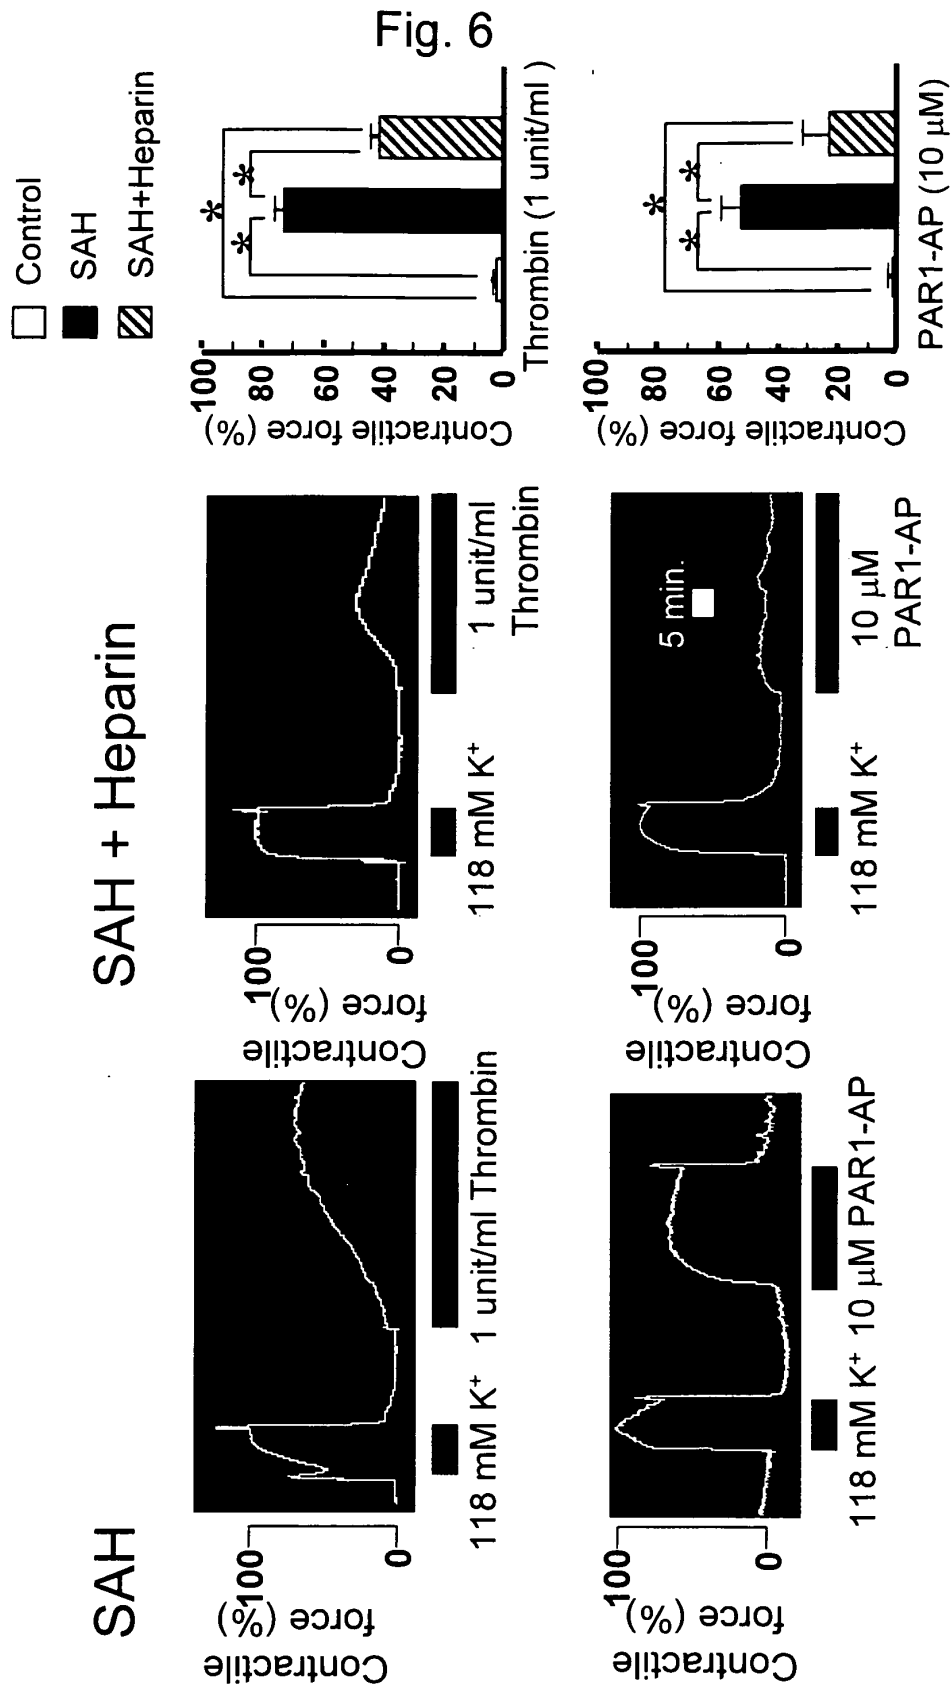 Fig. 6
Control
SAH
SAH+Heparin
SAH
SAH + Heparin
Contractile
force (%)
100
0
118 mM K⁺
1 unit/ml Thrombin
Contractile
force (%)
100
0
118 mM K⁺
1 unit/ml
Thrombin
Contractile force (%)
100
80
60
40
20
0
*
*
*
Thrombin (1 unit/ml )
Contractile
force (%)
100
0
118 mM K⁺
10 μM PAR1-AP
Contractile
force (%)
100
0
5 min.
118 mM K⁺
10 μM
PAR1-AP
Contractile force (%)
100
80
60
40
20
0
*
*
*
PAR1-AP (10 μM)